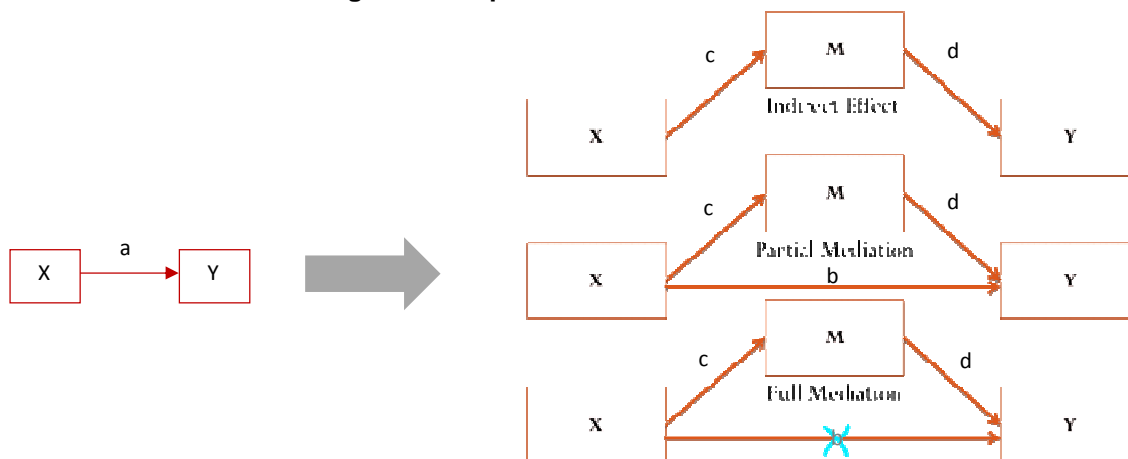 X
a
Y
c
M
d
Indirect Effect
X
Y
c
M
d
Partial Mediation
X
b
Y
c
M
d
Full Mediation
X
b
Y